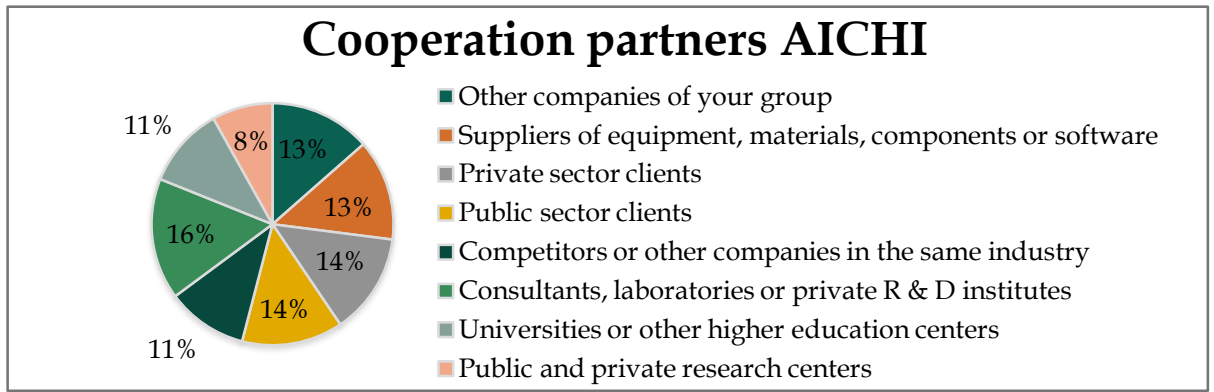 Cooperation partners AICHI
13%
13%
14%
14%
11%
16%
11%
8%
Other companies of your group
Suppliers of equipment, materials, components or software
Private sector clients
Public sector clients
Competitors or other companies in the same industry
Consultants, laboratories or private R & D institutes
Universities or other higher education centers
Public and private research centers